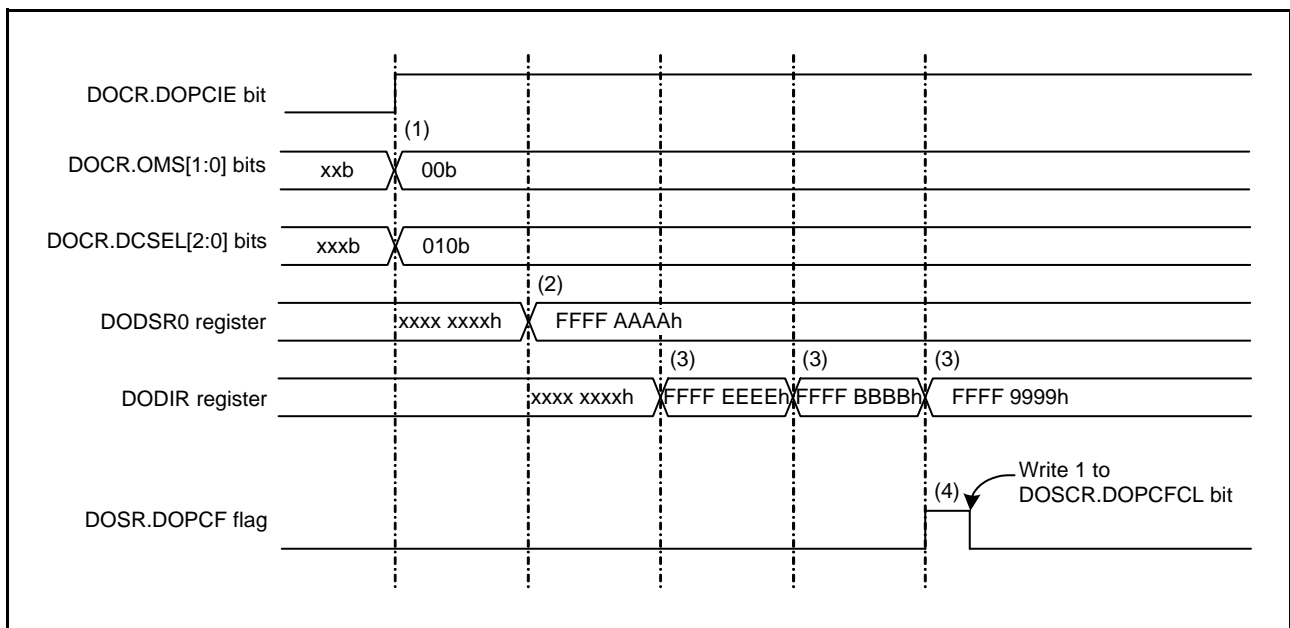 DOCR.DOPCIE bit
(1)
DOCR.OMS[1:0] bits xxb 00b
DOCR.DCSEL[2:0] bits xxxb 010b
(2)
DODSR0 register xxxx xxxxh FFFF AAAAh
(3) (3) (3)
DODIR register xxxx xxxxh FFFF EEEEh FFFF BBBBh FFFF 9999h
Write 1 to
(4) DOSCR.DOPCFCL bit
DOSR.DOPCF flag